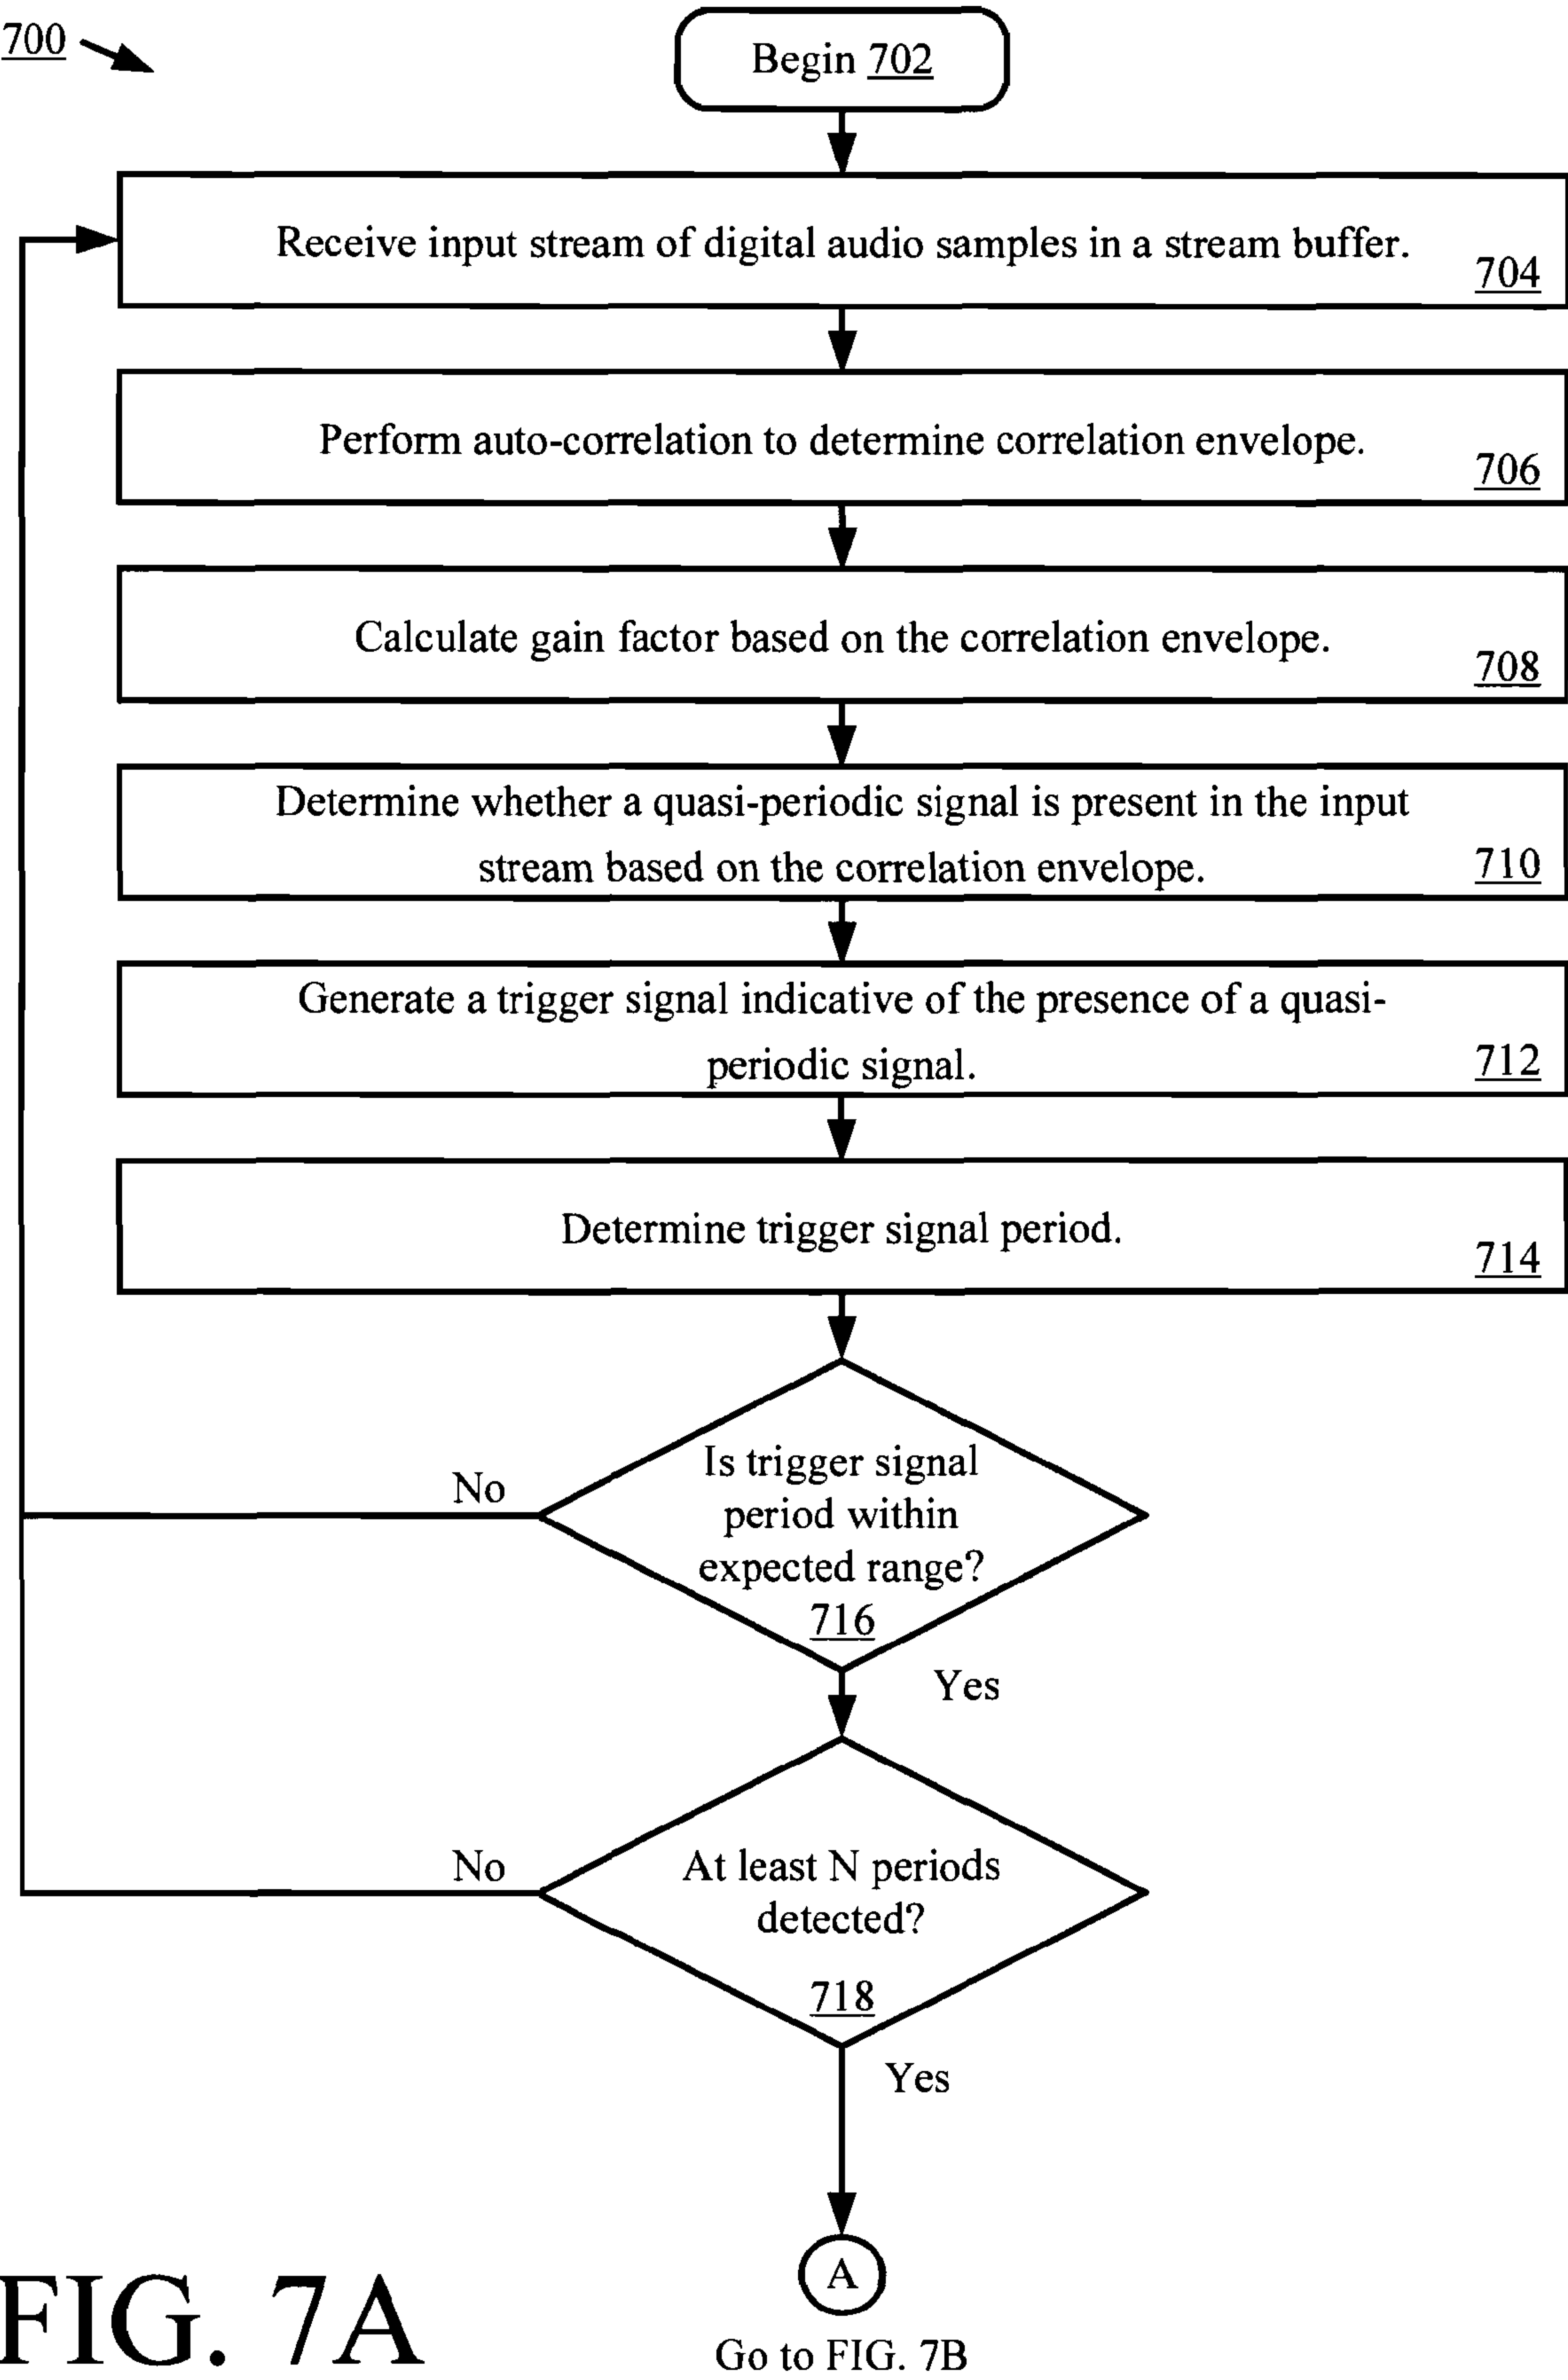 700
Begin 702
Receive input stream of digital audio samples in a stream buffer.
704
Perform auto-correlation to determine correlation envelope.
706
Calculate gain factor based on the correlation envelope.
708
Determine whether a quasi-periodic signal is present in the input
stream based on the correlation envelope.
710
Generate a trigger signal indicative of the presence of a quasi-
periodic signal.
712
Determine trigger signal period.
714
Is trigger signal
period within
expected range?
716
No
Yes
At least N periods
detected?
718
No
Yes
A
Go to FIG. 7B
FIG. 7A